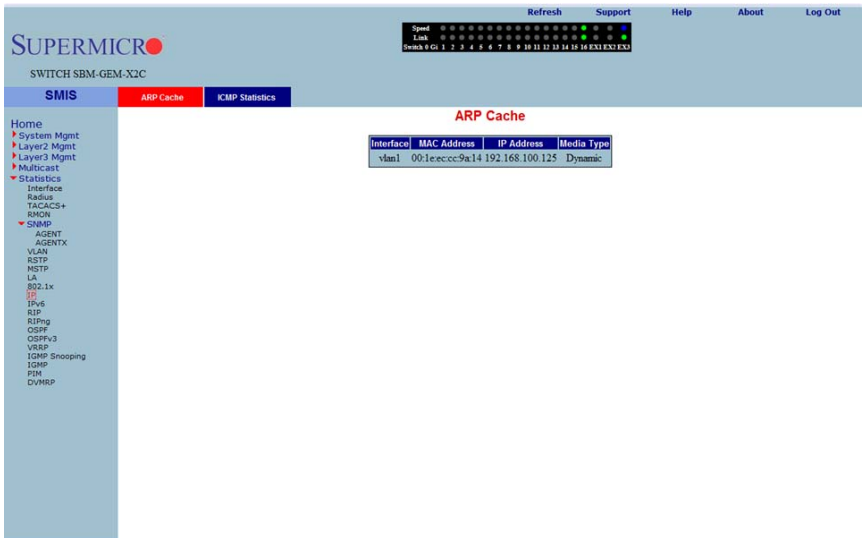 Refresh Support Help About Log Out
Speed
Link
Switch 0 Gi 1 2 3 4 5 6 7 8 9 10 11 12 13 14 15 16 EX1 EX2 EX3
SUPERMICRO
SWITCH SBM-GEM-X2C
SMIS ARP Cache ICMP Statistics
ARP Cache
Interface MAC Address IP Address Media Type
vlan1 00:1e:ec:cc:9a:14 192.168.100.125 Dynamic
Home
System Mgmt
Layer2 Mgmt
Layer3 Mgmt
Multicast
Statistics
Interface
Radius
TACACS+
RMON
SNMP
AGENT
AGENTX
VLAN
RSTP
MSTP
LA
802.1x
IP
IPv6
RIP
RIPng
OSPF
OSPFv3
VRRP
IGMP Snooping
IGMP
PIM
DVMRP